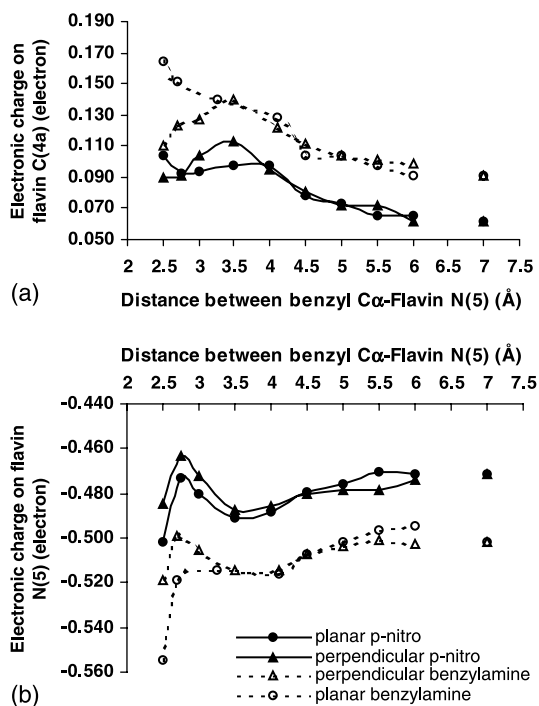 Electronic charge on
flavin C(4a) (electron)
0.190
0.170
0.150
0.130
0.110
0.090
0.070
0.050
2 2.5 3 3.5 4 4.5 5 5.5 6 6.5 7 7.5
(a)
Distance between benzyl Cα-Flavin N(5) (Å)
Distance between benzyl Cα-Flavin N(5) (Å)
2 2.5 3 3.5 4 4.5 5 5.5 6 6.5 7 7.5
Electronic charge on flavin
N(5) (electron)
-0.440
-0.460
-0.480
-0.500
-0.520
-0.540
-0.560
planar p-nitro
perpendicular p-nitro
perpendicular benzylamine
planar benzylamine
(b)